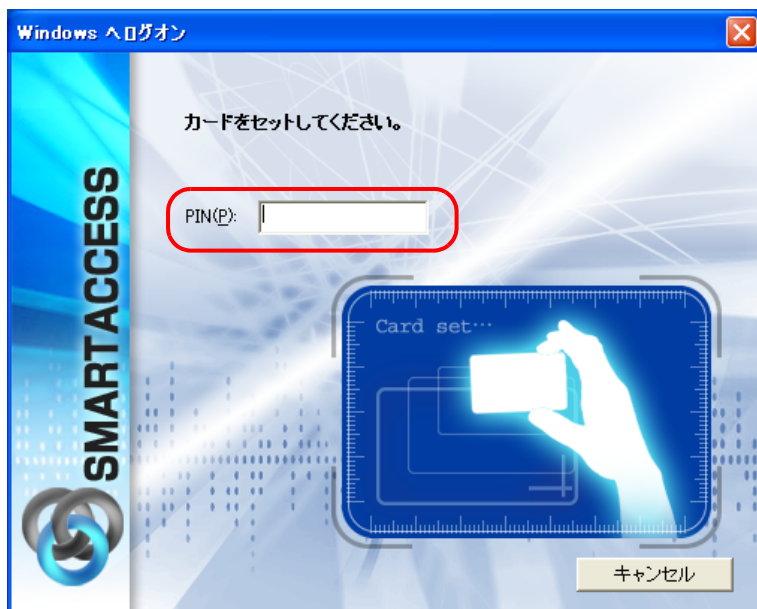 Windows へログオン
カードをセットしてください。
PIN(P):
SMARTACCESS
Card set…
キャンセル